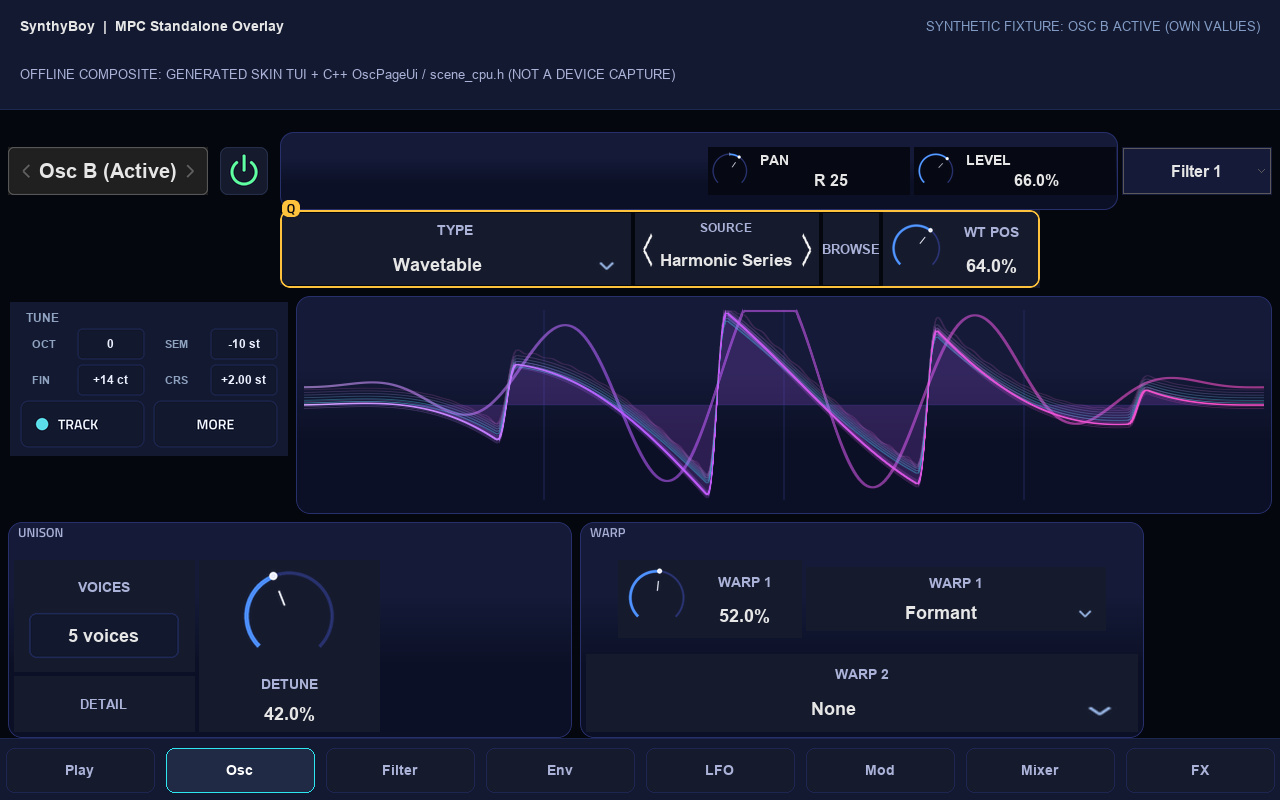 SynthyBoy | MPC Standalone Overlay
SYNTHETIC FIXTURE: OSC B ACTIVE (OWN VALUES)
OFFLINE COMPOSITE: GENERATED SKIN TUI + C++ OscPageUi / scene_cpu.h (NOT A DEVICE CAPTURE)
Osc B (Active)
PAN
R 25
LEVEL
66.0%
Filter 1
Q
TYPE
Wavetable
SOURCE
Harmonic Series
BROWSE
WT POS
64.0%
TUNE
OCT 0 SEM -10 st
FIN +14 ct CRS +2.00 st
TRACK MORE
UNISON
VOICES
5 voices
DETAIL
DETUNE
42.0%
WARP
WARP 1
52.0%
WARP 1
Formant
WARP 2
None
Play Osc Filter Env LFO Mod Mixer FX